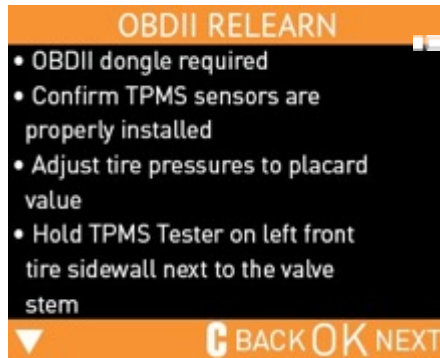 OBDII RELEARN
• OBDII dongle required
• Confirm TPMS sensors are
properly installed
• Adjust tire pressures to placard
value
• Hold TPMS Tester on left front
tire sidewall next to the valve
stem
C BACK OK NEXT